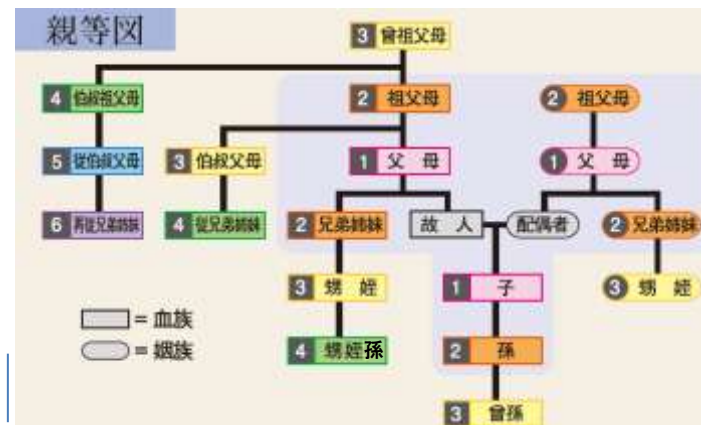 親等図
3 曾祖父母
4 伯叔祖父母
2 祖父母
2 祖父母
5 従伯叔父母
3 伯叔父母
1 父母
1 父母
6 再従兄弟姉妹
4 従兄弟姉妹
2 兄弟姉妹
故人
配偶者
2 兄弟姉妹
3 甥姪
1 子
3 甥姪
=血族
=姻族
4 甥姪孫
2 孫
3 曾孫